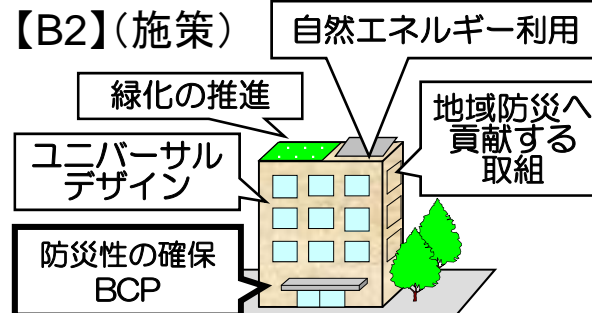 【B2】(施策)
自然エネルギー利用
緑化の推進
地域防災へ
貢献する
取組
ユニバーサル
デザイン
防災性の確保
BCP